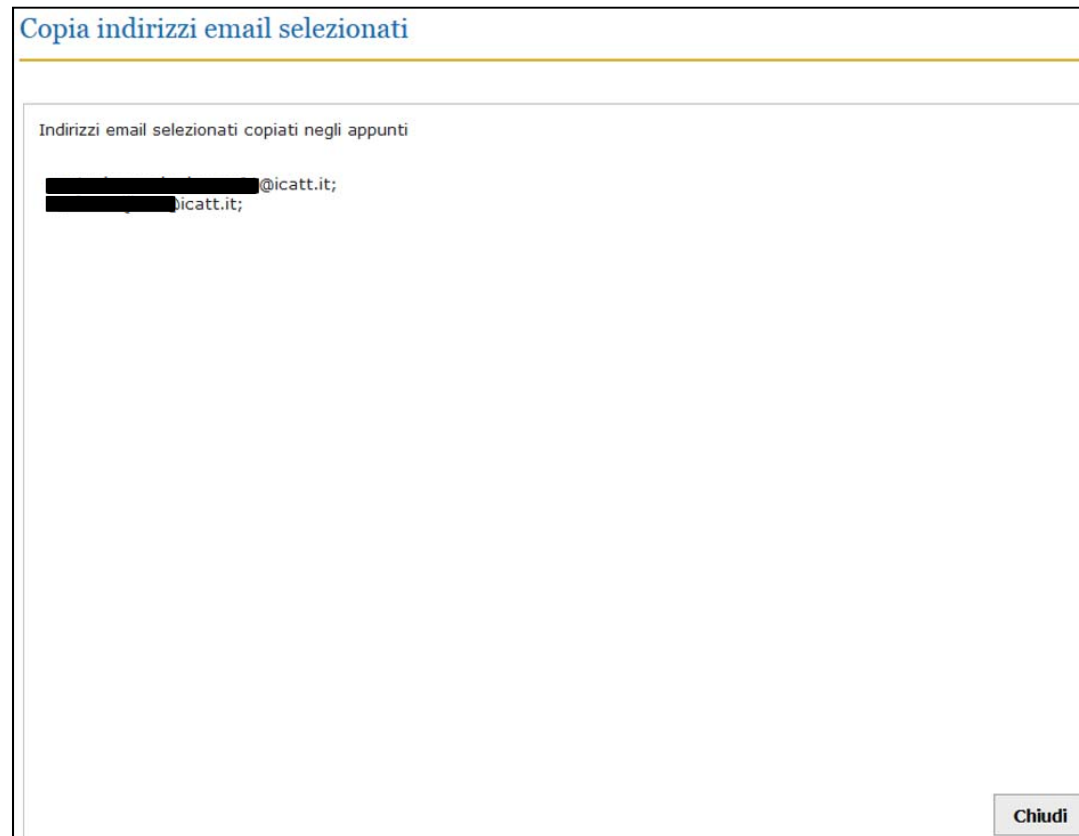 Copia indirizzi email selezionati
Indirizzi email selezionati copiati negli appunti
@icatt.it;
icatt.it;
Chiudi